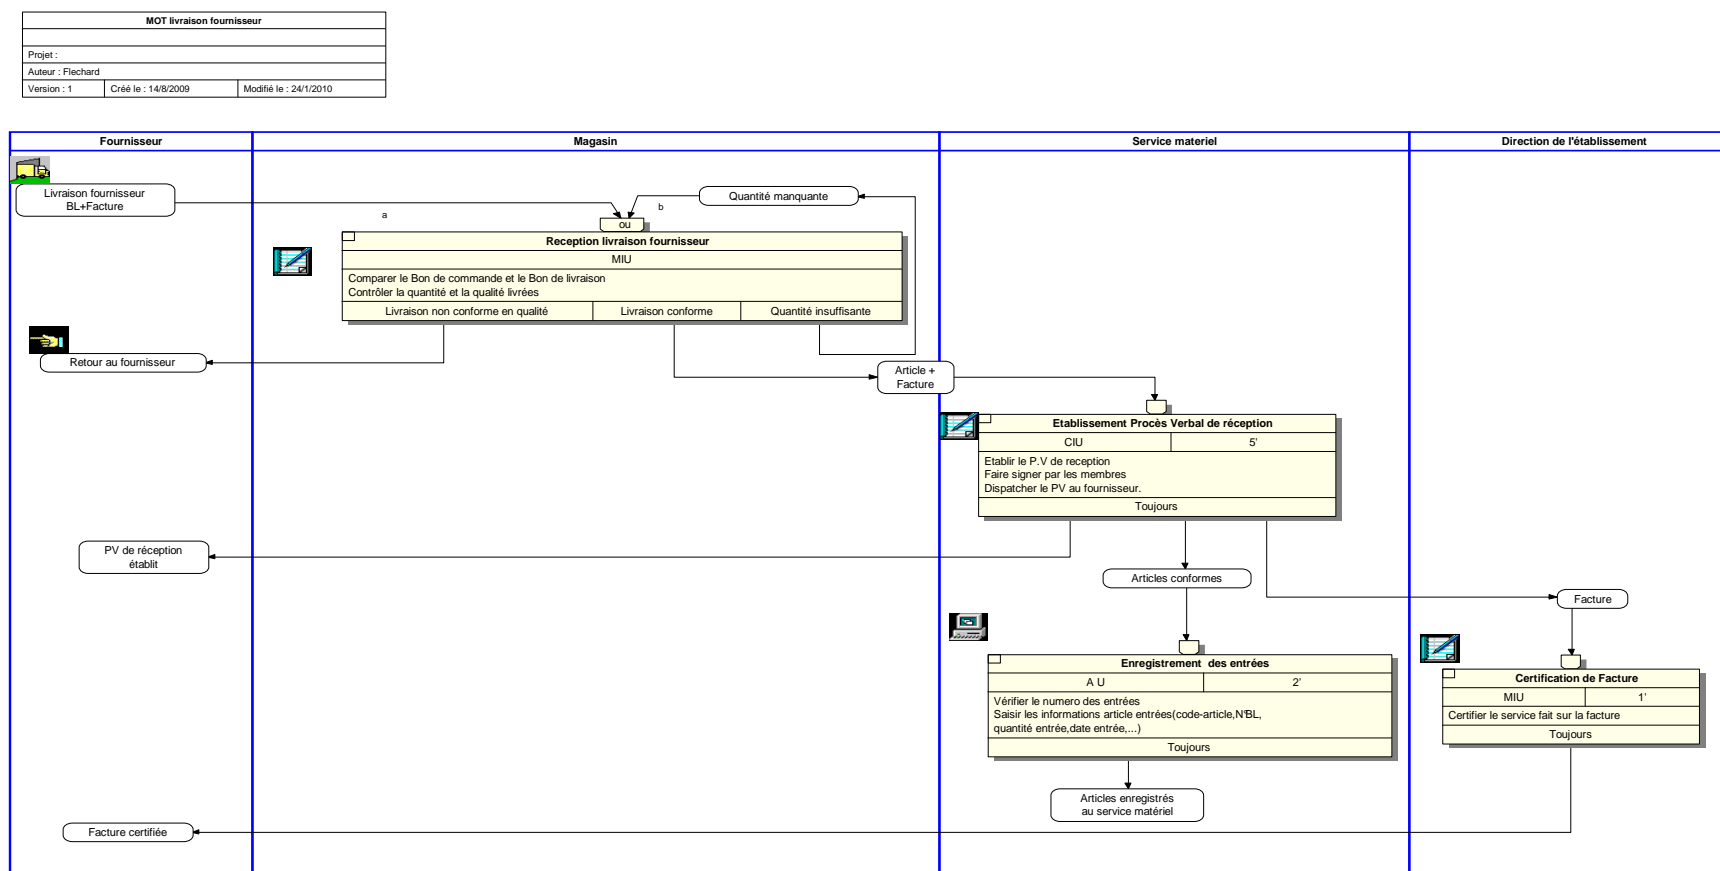 MOT livraison fournisseur
Projet :
Auteur : Flechard
Version : 1
Créé le : 14/8/2009
Modifié le : 24/1/2010
Fournisseur
Magasin
Service materiel
Direction de l'établissement
Livraison fournisseur
BL+Facture
a
Quantité manquante
b
ou
Reception livraison fournisseur
MIU
Comparer le Bon de commande et le Bon de livraison
Contrôler la quantité et la qualité livrées
Livraison non conforme en qualité
Livraison conforme
Quantité insuffisante
Retour au fournisseur
Article +
Facture
Etablissement Procès Verbal de réception
CIU
5'
Etablir le P.V de reception
Faire signer par les membres
Dispatcher le PV au fournisseur.
Toujours
PV de réception
établit
Articles conformes
Facture
Enregistrement  des entrées
A U
2'
Vérifier le numero des entrées
Saisir les informations article entrées(code-article,N°BL,
quantité entrée,date entrée,...)
Toujours
Certification de Facture
MIU
1'
Certifier le service fait sur la facture
Toujours
Articles enregistrés
au service matériel
Facture certifiée